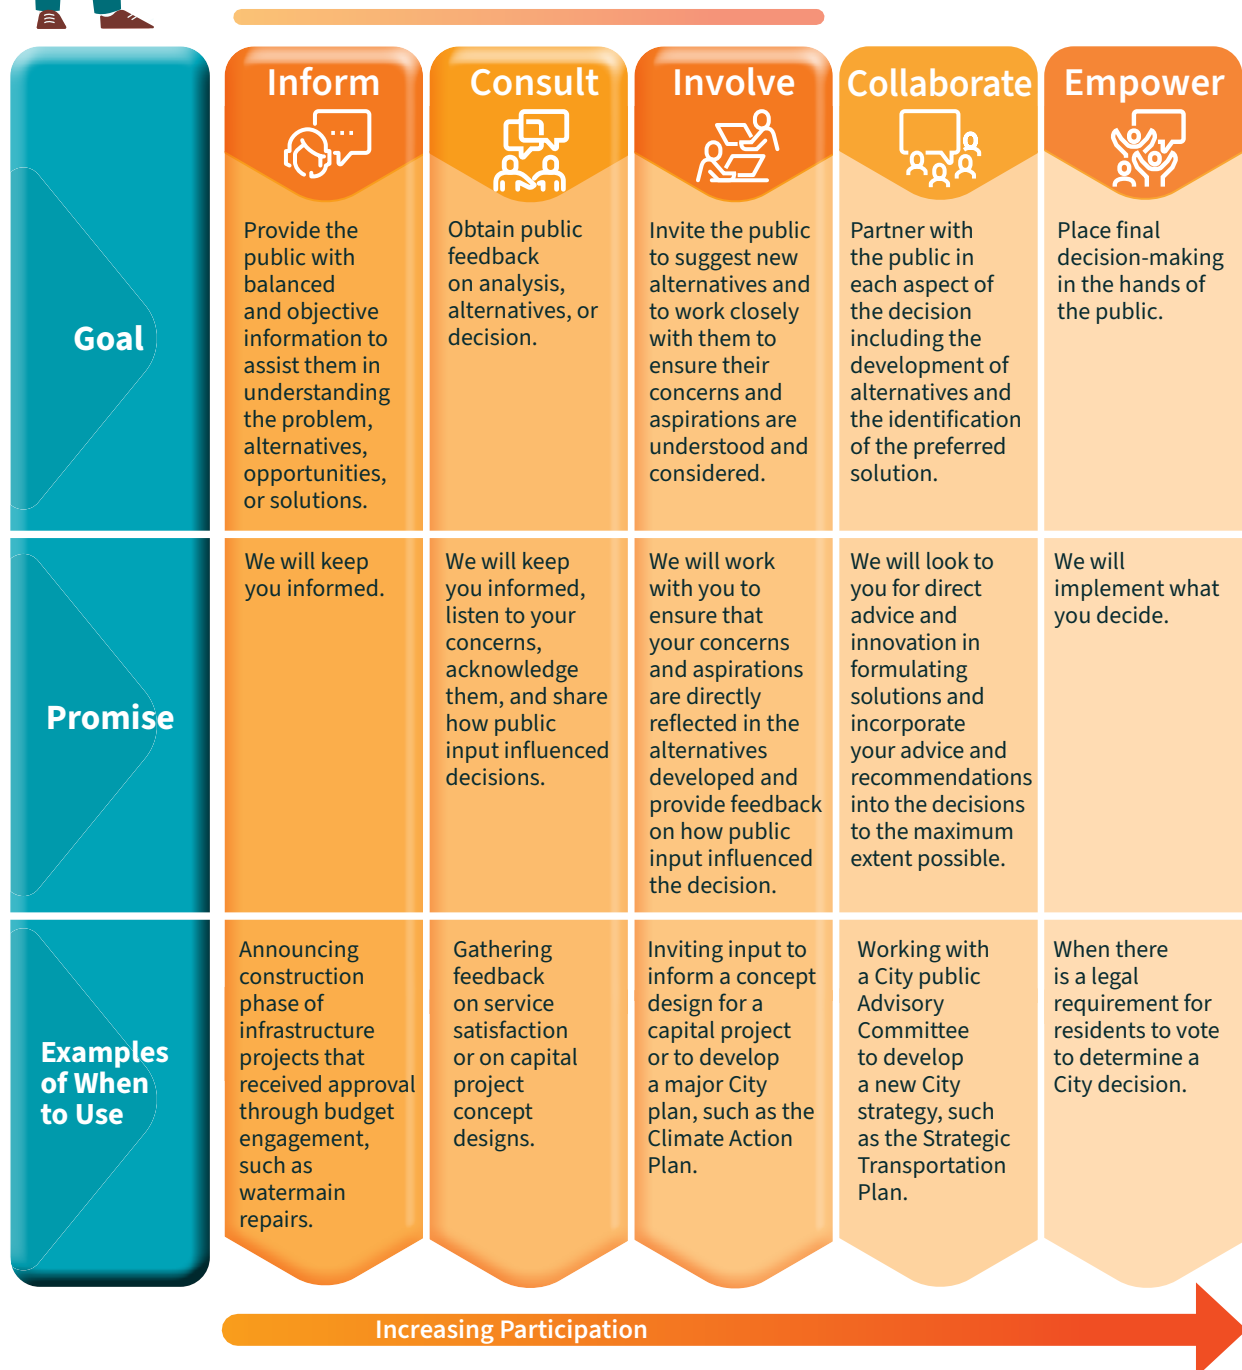 Inform
Consult
Involve
Collaborate
Empower
Goal
Provide the
public with
balanced
and objective
information to
assist them in
understanding
the problem,
alternatives,
opportunities,
or solutions.
Obtain public
feedback
on analysis,
alternatives, or
decision.
Invite the public
to suggest new
alternatives and
to work closely
with them to
ensure their
concerns and
aspirations are
understood and
considered.
Partner with
the public in
each aspect of
the decision
including the
development of
alternatives and
the identification
of the preferred
solution.
Place final
decision-making
in the hands of
the public.
Promise
We will keep
you informed.
We will keep
you informed,
listen to your
concerns,
acknowledge
them, and share
how public
input influenced
decisions.
We will work
with you to
ensure that
your concerns
and aspirations
are directly
reflected in the
alternatives
developed and
provide feedback
on how public
input influenced
the decision.
We will look to
you for direct
advice and
innovation in
formulating
solutions and
incorporate
your advice and
recommendations
into the decisions
to the maximum
extent possible.
We will
implement what
you decide.
Examples
of When
to Use
Announcing
construction
phase of
infrastructure
projects that
received approval
through budget
engagement,
such as
watermain
repairs.
Gathering
feedback
on service
satisfaction
or on capital
project
concept
designs.
Inviting input to
inform a concept
design for a
capital project
or to develop
a major City
plan, such as the
Climate Action
Plan.
Working with
a City public
Advisory
Committee
to develop
a new City
strategy, such
as the Strategic
Transportation
Plan.
When there
is a legal
requirement for
residents to vote
to determine a
City decision.
Increasing Participation